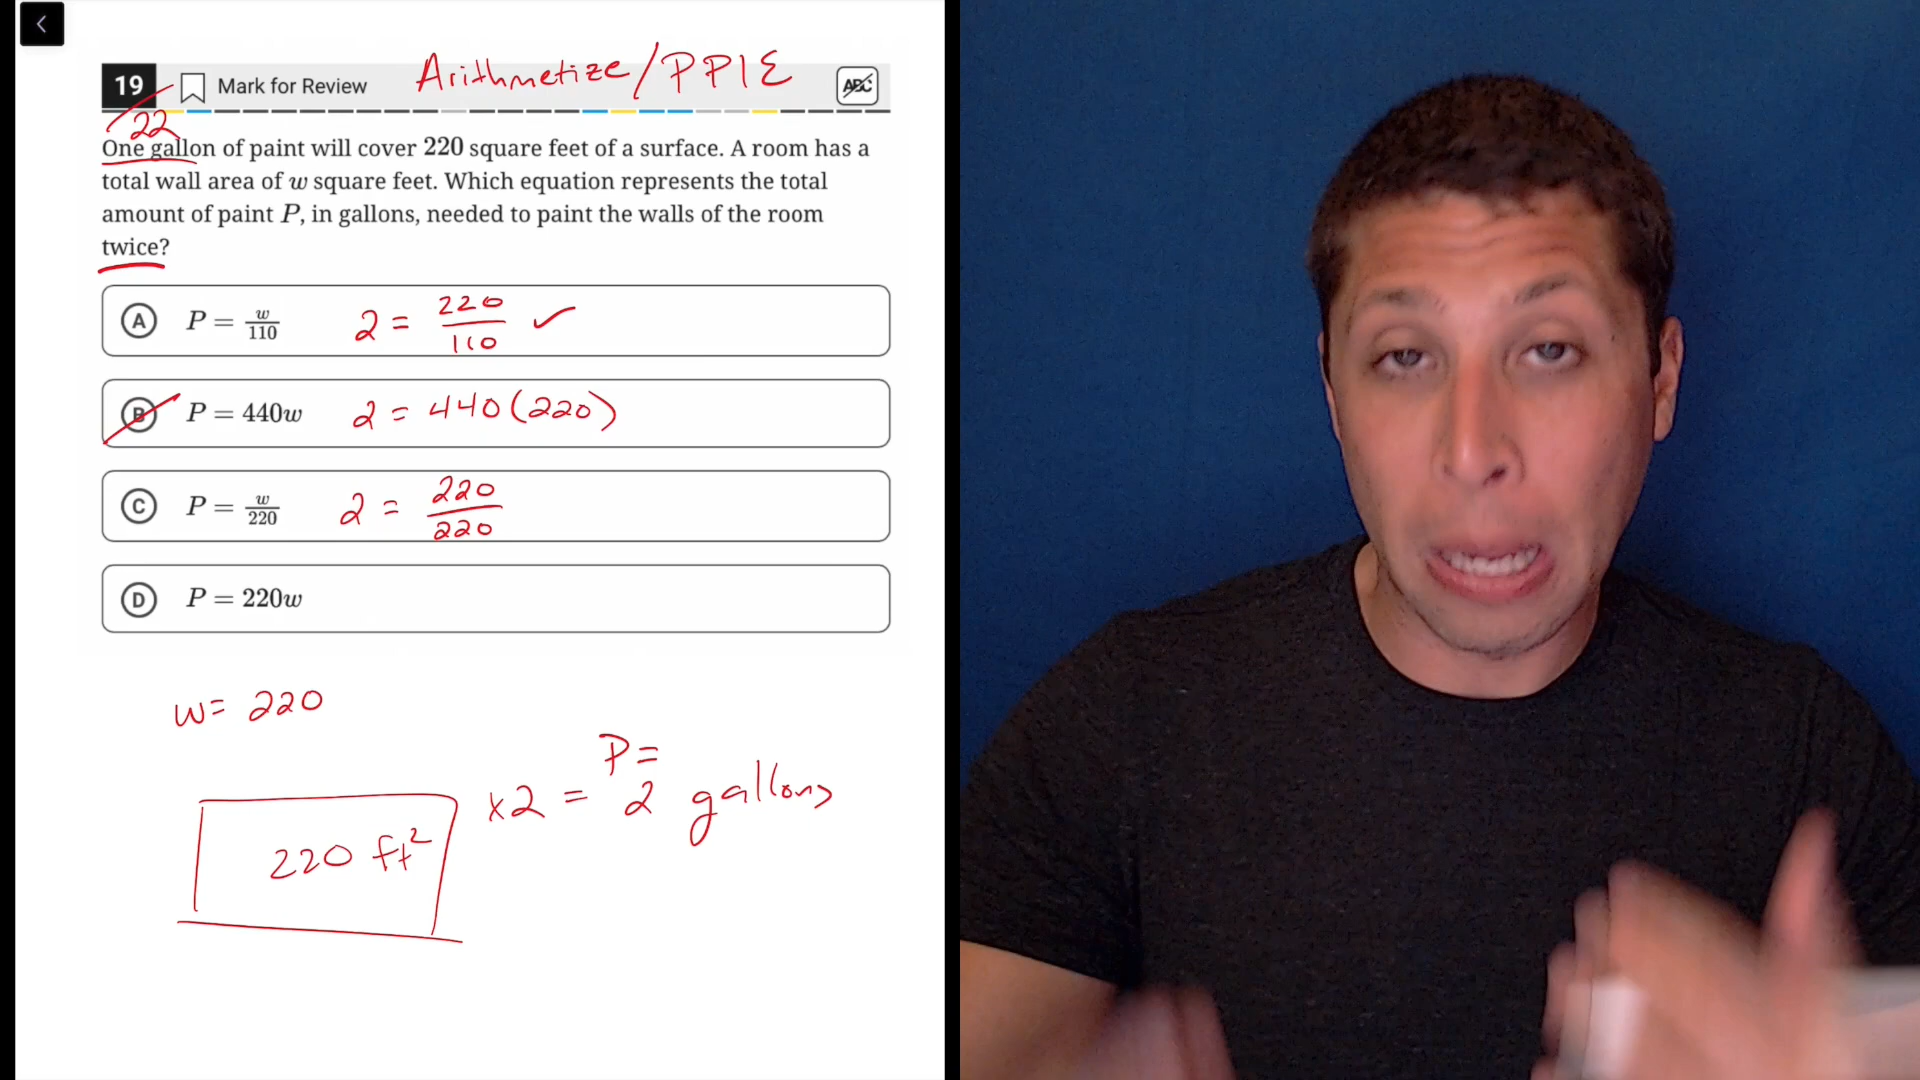 19 Mark for Review Arithmetize/PPIE ABC
22
One gallon of paint will cover 220 square feet of a surface. A room has a
total wall area of w square feet. Which equation represents the total
amount of paint P, in gallons, needed to paint the walls of the room
twice?
A P = w/110 2 = 220/110 ✓
B P = 440w 2 = 440(220)
C P = w/220 2 = 220/220
D P = 220w
w= 220
P=
x2 = 2 gallons
220 ft²